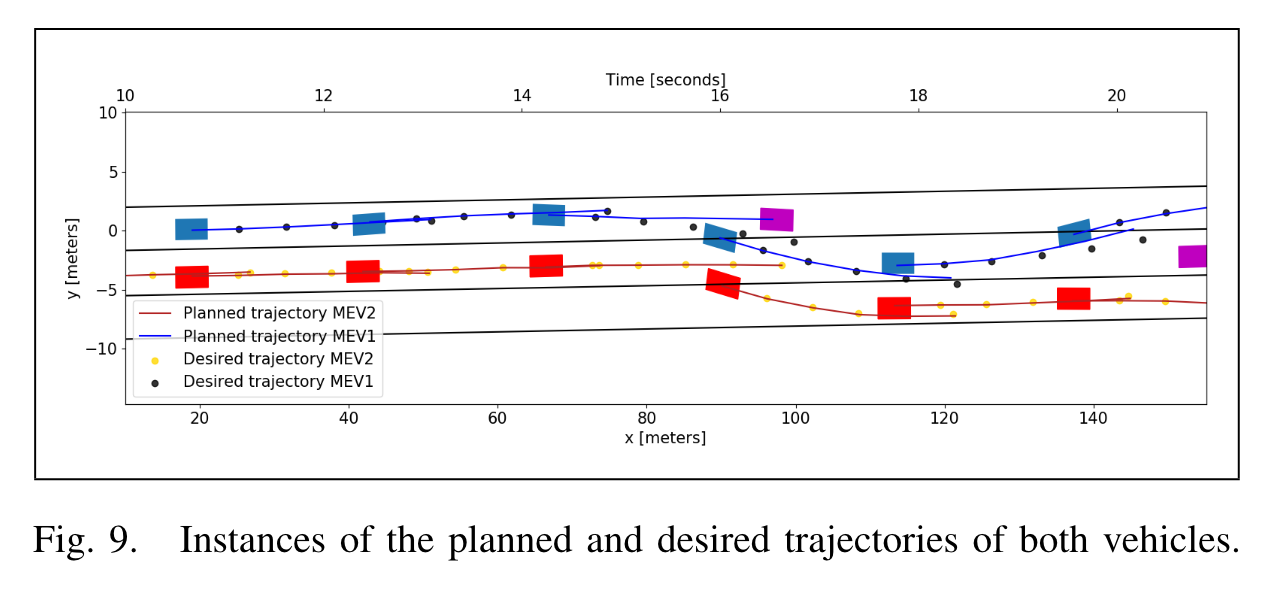 Time [seconds]
10 12 14 16 18 20
10
5
0
−5
−10
y [meters]
Planned trajectory MEV2
Planned trajectory MEV1
Desired trajectory MEV2
Desired trajectory MEV1
20 40 60 80 100 120 140
x [meters]
Fig. 9. Instances of the planned and desired trajectories of both vehicles.